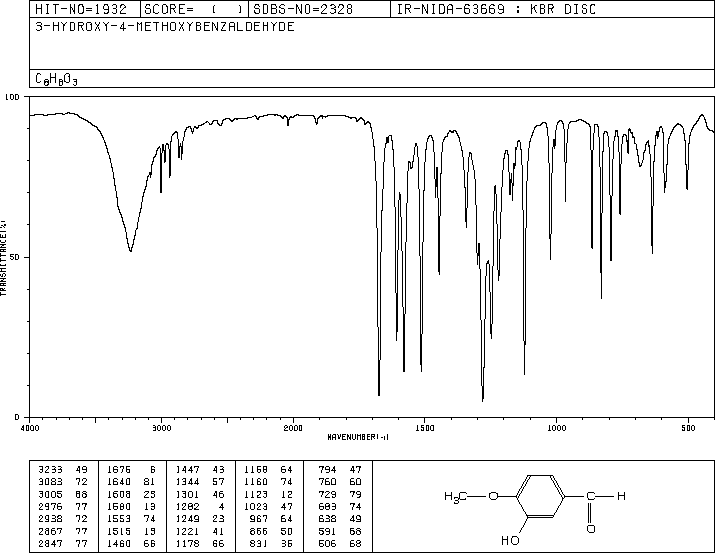 HIT-NO=1932 SCORE= ( ) SDBS-NO=2328 IR-NIDA-63669 : KBR DISC
3-HYDROXY-4-METHOXYBENZALDEHYDE
C8H8O3
100
50
0
TRANSMITTANCE(%)
4000 3000 2000 1500 1000 500
WAVENUMBER(-1)
3233 49 1676 6 1447 43 1168 64 794 47
3083 72 1640 81 1344 57 1160 74 760 60
3005 68 1608 23 1301 46 1123 12 729 79
2976 77 1580 13 1282 4 1023 47 683 74
2938 72 1553 74 1249 23 967 64 638 49
2867 77 1515 13 1221 41 866 50 591 68
2847 77 1460 66 1178 66 831 36 506 68
H3C O C H
HO O